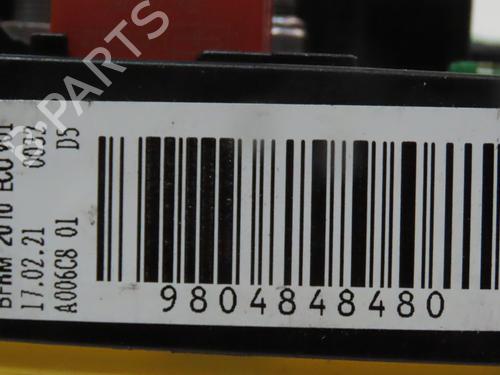 B-PARTS
BFHM 2010 ECO V01
17.02.21 0032
A006C8 01 D5
9804848480